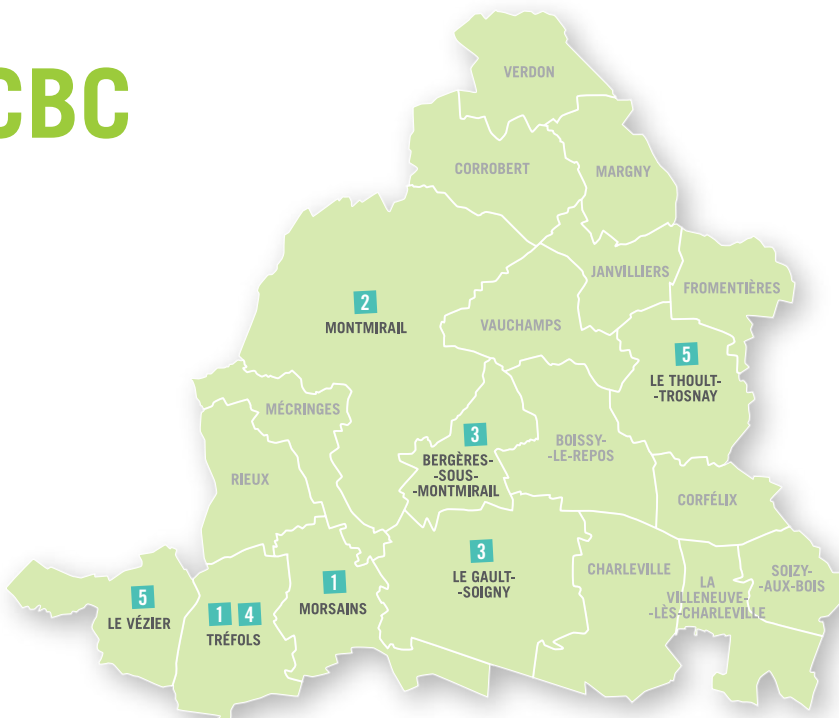 CBC
VERDON
CORROBERT
MARGNY
JANVILLIERS
FROMENTIÈRES
2
MONTMIRAIL
VAUCHAMPS
5
LE THOULT-
-TROSNAY
MÉCRINGES
3
BERGÈRES-
-SOUS-
-MONTMIRAIL
BOISSY-
-LE-REPOS
RIEUX
CORFÉLIX
3
LE GAULT-
-SOIGNY
CHARLEVILLE
LA
VILLENEUVE-
-LÈS-CHARLEVILLE
SOIZY-
-AUX-BOIS
5
LE VÉZIER
1 4
TRÉFOLS
1
MORSAINS